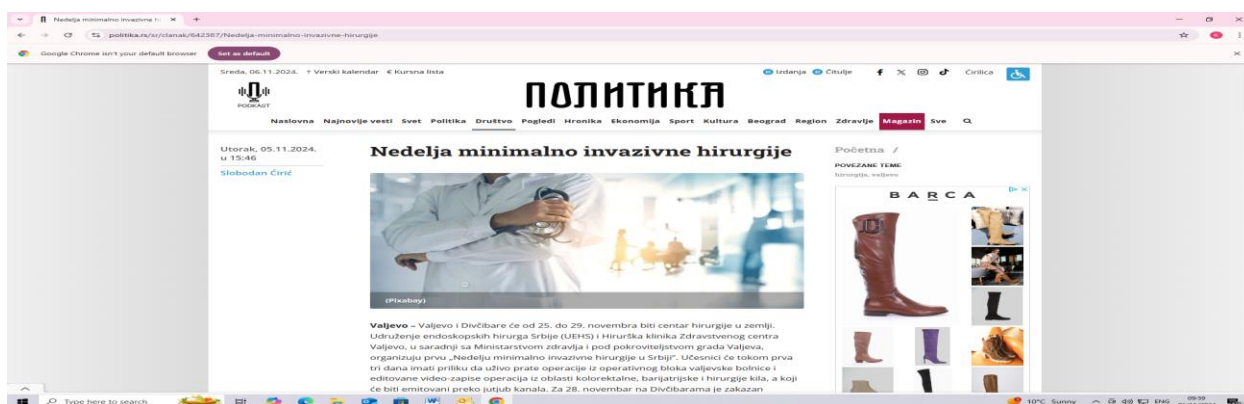 Nedelja minimalno invazivne h
politika.rs/sr/clanak/642387/Nedelja-minimalno-invazivne-hirurgije
Google Chrome isn't your default browser
Set as default
Sreda, 06.11.2024. † Verski kalendar € Kursna lista
Izdanja Čitulje Ćirilica
PODKAST
ПОЛИТИКА
Naslovna Najnovije vesti Svet Politika Društvo Pogledi Hronika Ekonomija Sport Kultura Beograd Region Zdravlje Magazin Sve
Utorak, 05.11.2024.
u 15:46
Slobodan Ćirić
Nedelja minimalno invazivne hirurgije
(Pixabay)
Valjevo – Valjevo i Divčibare će od 25. do 29. novembra biti centar hirurgije u zemlji.
Udruženje endoskopskih hirurga Srbije (UEHS) i Hirurška klinika Zdravstvenog centra
Valjevo, u saradnji sa Ministarstvom zdravlja i pod pokroviteljstvom grada Valjeva,
organizuju prvu „Nedelju minimalno invazivne hirurgije u Srbiji". Učesnici će tokom prva
tri dana imati priliku da uživo prate operacije iz operativnog bloka valjevske bolnice i
editovane video-zapise operacija iz oblasti kolorektalne, barijatrijske i hirurgije kila, a koji
će biti emitovani preko jutjub kanala. Za 28. novembar na Divčibarama je zakazan
Početna /
POVEZANE TEME
hirurgija, valjevo
BARCA
Type here to search
10°C Sunny
ENG
09:59